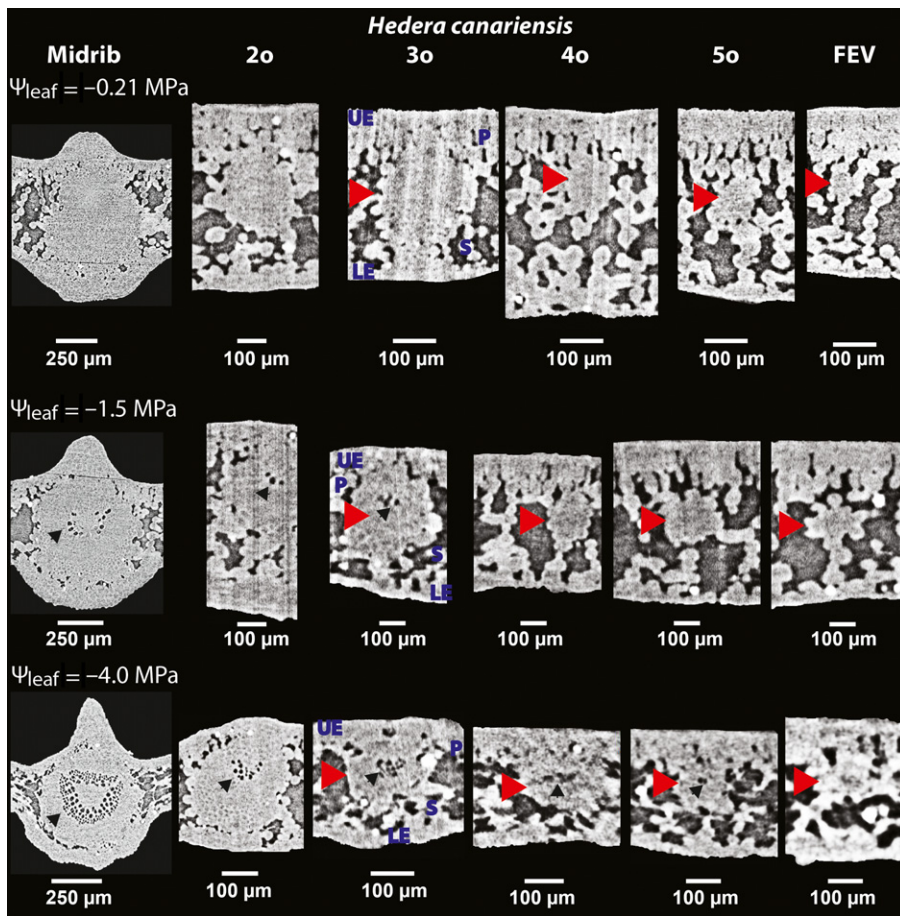 Hedera canariensis
Midrib 2o 3o 4o 5o FEV
Ψleaf = −0.21 MPa
UE
P
S
LE
250 µm 100 µm 100 µm 100 µm 100 µm 100 µm
Ψleaf = −1.5 MPa
UE
P
S
LE
250 µm 100 µm 100 µm 100 µm 100 µm 100 µm
Ψleaf = −4.0 MPa
UE
P
S
LE
250 µm 100 µm 100 µm 100 µm 100 µm 100 µm